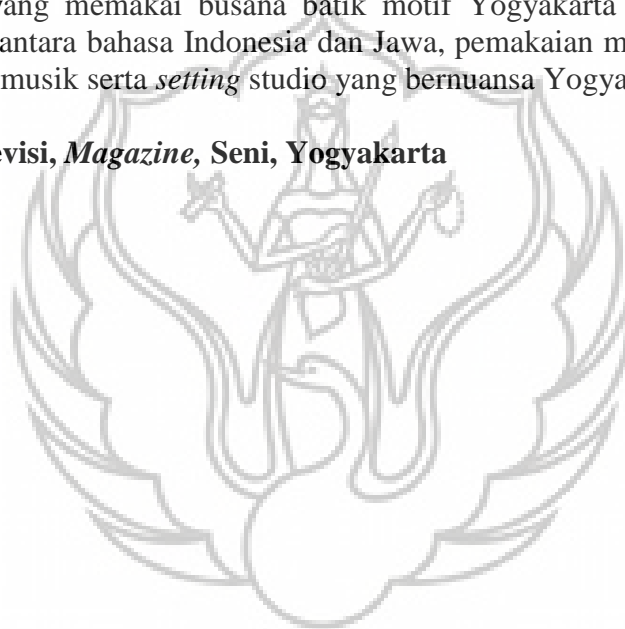 yang memakai busana batik motif Yogyakarta
antara bahasa Indonesia dan Jawa, pemakaian
musik serta setting studio yang bernuansa
evisi, Magazine, Seni, Yogyakarta